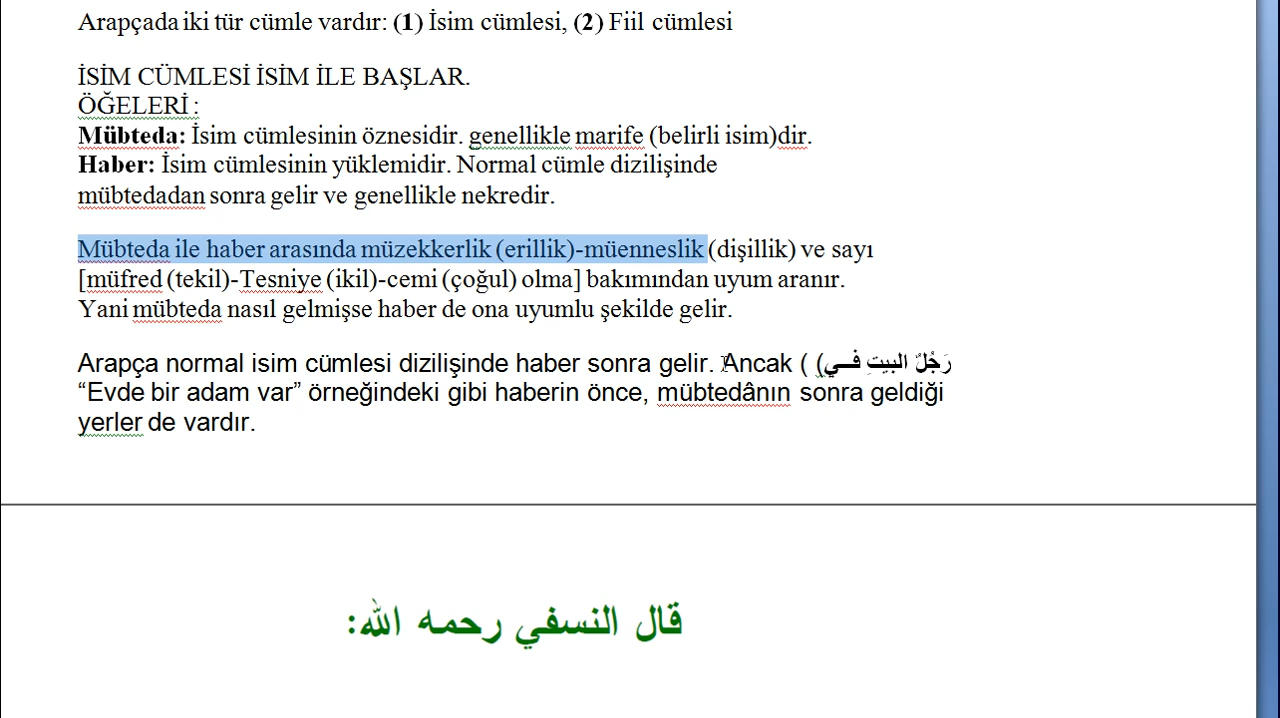 Arapçada iki tür cümle vardır: (1) İsim cümlesi, (2) Fiil cümlesi
İSİM CÜMLESİ İSİM İLE BAŞLAR.
ÖĞELERİ :
Mübteda: İsim cümlesinin öznesidir. genellikle marife (belirli isim)dir.
Haber: İsim cümlesinin yüklemidir. Normal cümle dizilişinde
mübtedadan sonra gelir ve genellikle nekredir.
Mübteda ile haber arasında müzekkerlik (erillik)-müenneslik (dişillik) ve sayı
[müfred (tekil)-Tesniye (ikil)-cemi (çoğul) olma] bakımından uyum aranır.
Yani mübteda nasıl gelmişse haber de ona uyumlu şekilde gelir.
Arapça normal isim cümlesi dizilişinde haber sonra gelir. Ancak ( (رَجُلٌ البيتِ فـــي
“Evde bir adam var” örneğindeki gibi haberin önce, mübtedânın sonra geldiği
yerler de vardır.
قال النسفي رحمه الله: